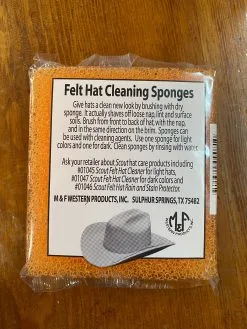 Felt Hat Cleaning Sponges
Give hats a clean new look by brushing with dry
sponge. It actually shaves off loose nap, lint and surface
soils. Brush from front to back of hat, with the nap,
and in the same direction on the brim. Sponges can
be used with cleaning agents. Use one sponge for light
colors and one for dark. Clean sponges by rinsing with water.
Ask your retailer about Scout hat care products including
#01045 Scout Felt Hat Cleaner for light hats,
#01047 Scout Felt Hat Cleaner for dark colors and
#01046 Scout Felt Hat Rain and Stain Protector.
M & F WESTERN PRODUCTS, INC. SULPHUR SPRINGS, TX 75482
M&F
WESTERN PRODUCTS, INC.